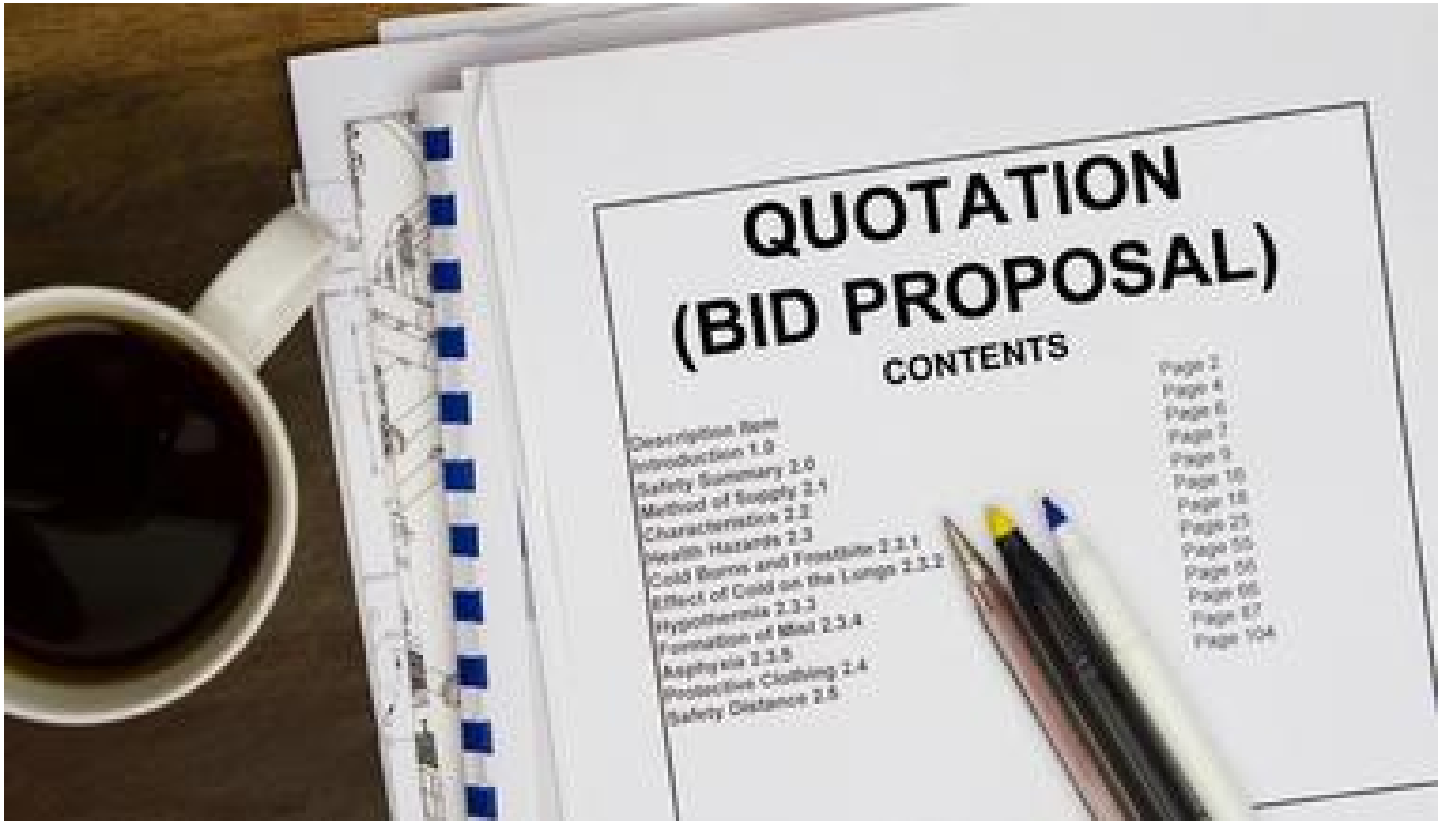 QUOTATION
(BID PROPOSAL)
CONTENTS
Description Item Page 2
Introduction 1.0 Page 4
Safety Summary 2.0 Page 6
Method of Supply 2.1 Page 7
Characteristics 2.2 Page 9
Health Hazards 2.3 Page 16
Cold Burns and Frostbite 2.3.1 Page
Effect of Cold on the Lungs 2.3.2 Page 25
Hypothermia 2.3.3 Page 55
Formation of Mist 2.3.4 Page
Asphyxia 2.3.5 Page
Protective Clothing 2.4 Page
Safety Distance 2.5 Page 104